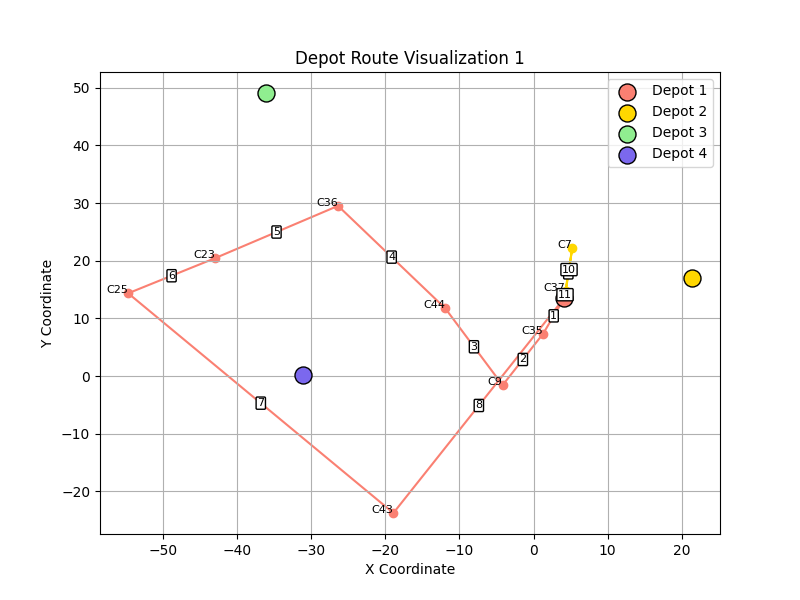 Depot Route Visualization 1
Depot 1
Depot 2
Depot 3
Depot 4
Y Coordinate
50
40
30
20
10
0
−10
−20
C36
C7
C23
5
4
10
6
C25
C37
11
C44
1
C35
3
2
C9
7
8
C43
−50
−40
−30
−20
−10
0
10
20
X Coordinate